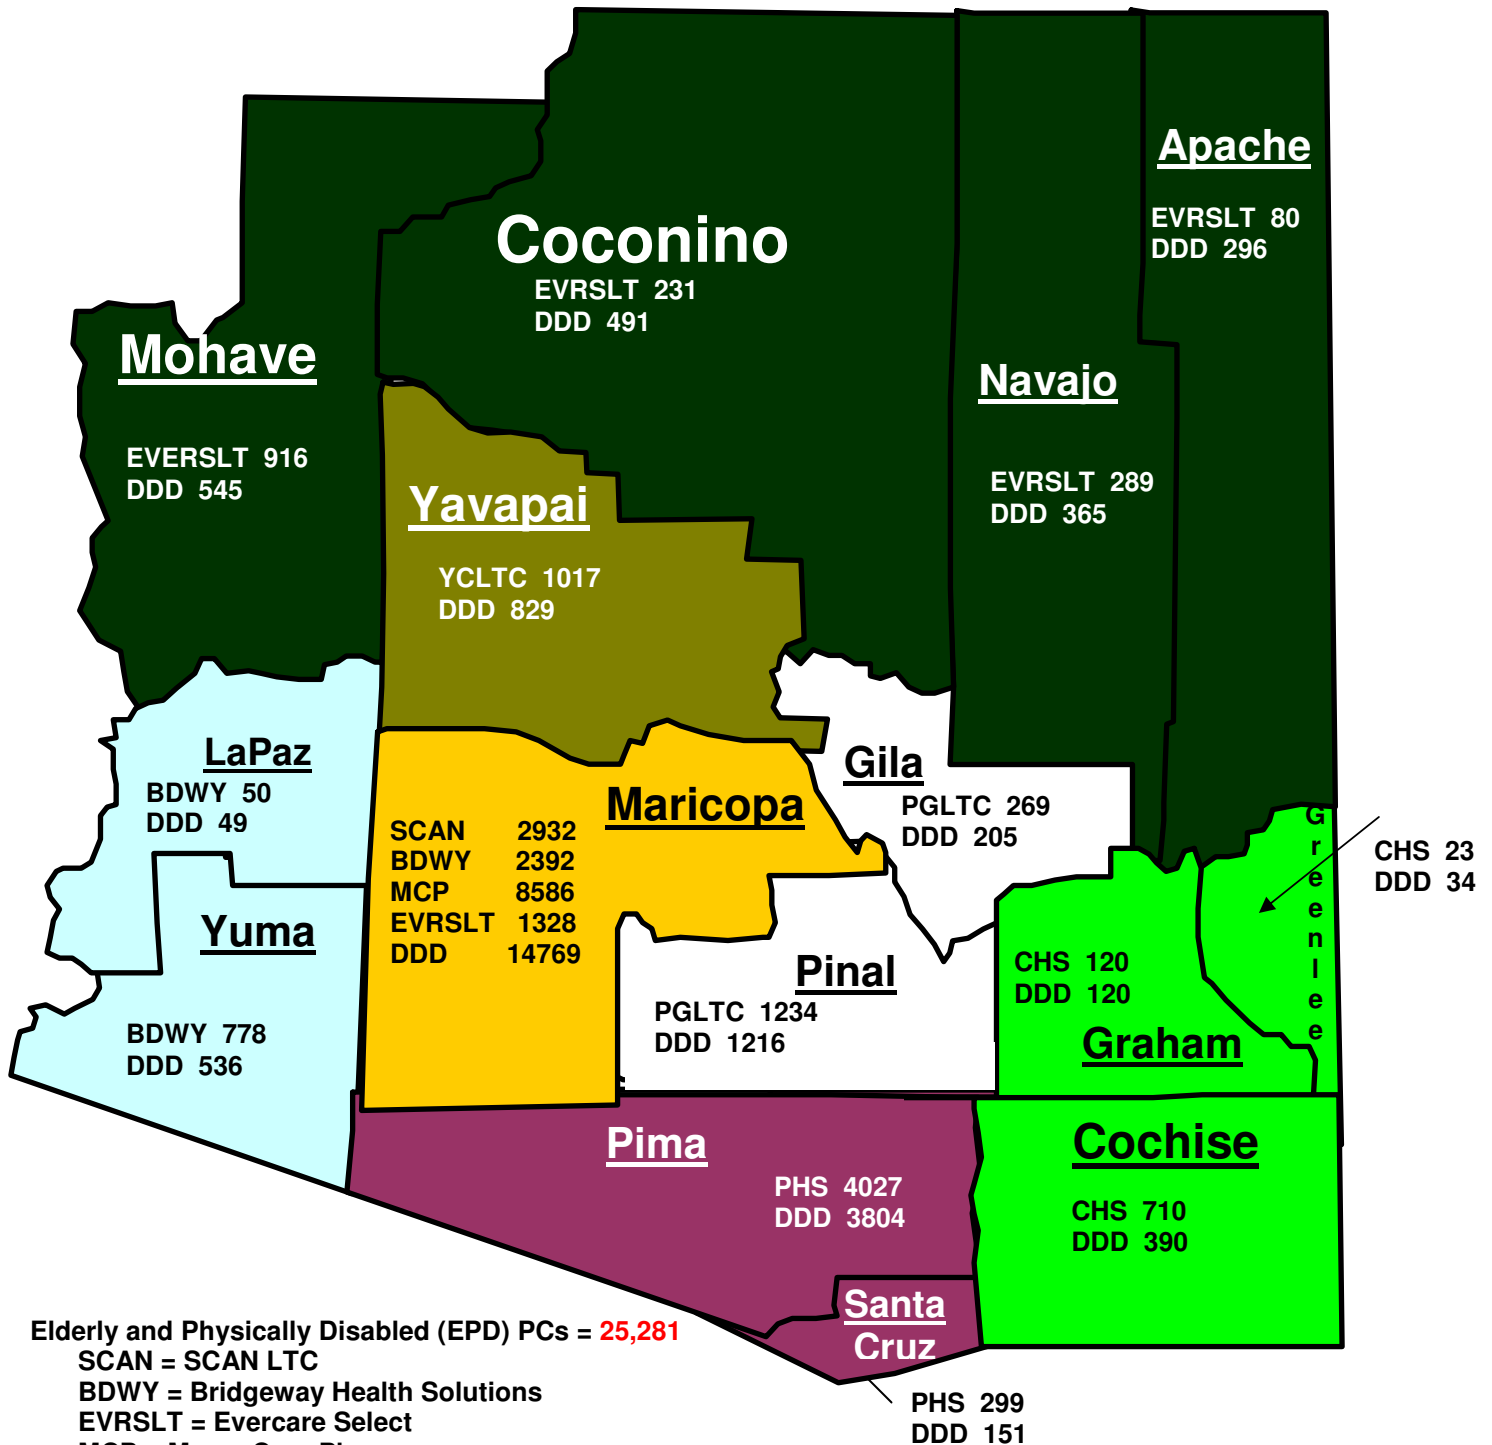 Apache
EVRSLT 80
DDD 296
Coconino
EVRSLT 231
DDD 491
Mohave
EVERSLT 916
DDD 545
Navajo
EVRSLT 289
DDD 365
Yavapai
YCLTC 1017
DDD 829
LaPaz
BDWY 50
DDD 49
Maricopa
SCAN 2932
BDWY 2392
MCP 8586
EVRSLT 1328
DDD 14769
Gila
PGLTC 269
DDD 205
Greenlee
CHS 23
DDD 34
Yuma
BDWY 778
DDD 536
Pinal
PGLTC 1234
DDD 1216
CHS 120
DDD 120
Graham
Pima
PHS 4027
DDD 3804
Cochise
CHS 710
DDD 390
Santa
Cruz
PHS 299
DDD 151
Elderly and Physically Disabled (EPD) PCs = 25,281
SCAN = SCAN LTC
BDWY = Bridgeway Health Solutions
EVRSLT = Evercare Select